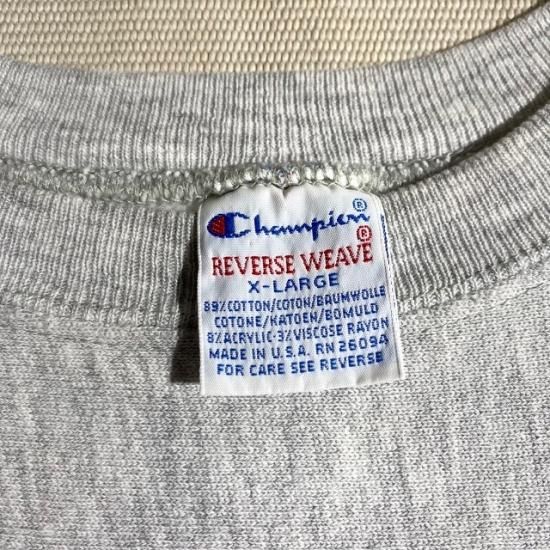 Champion®
REVERSE WEAVE®
X-LARGE
89%COTTON/COTON/BAUMWOLLE
COTONE/KATOEN/BOMULD
8%ACRYLIC·3%VISCOSE RAYON
MADE IN U.S.A. RN 26094
FOR CARE SEE REVERSE